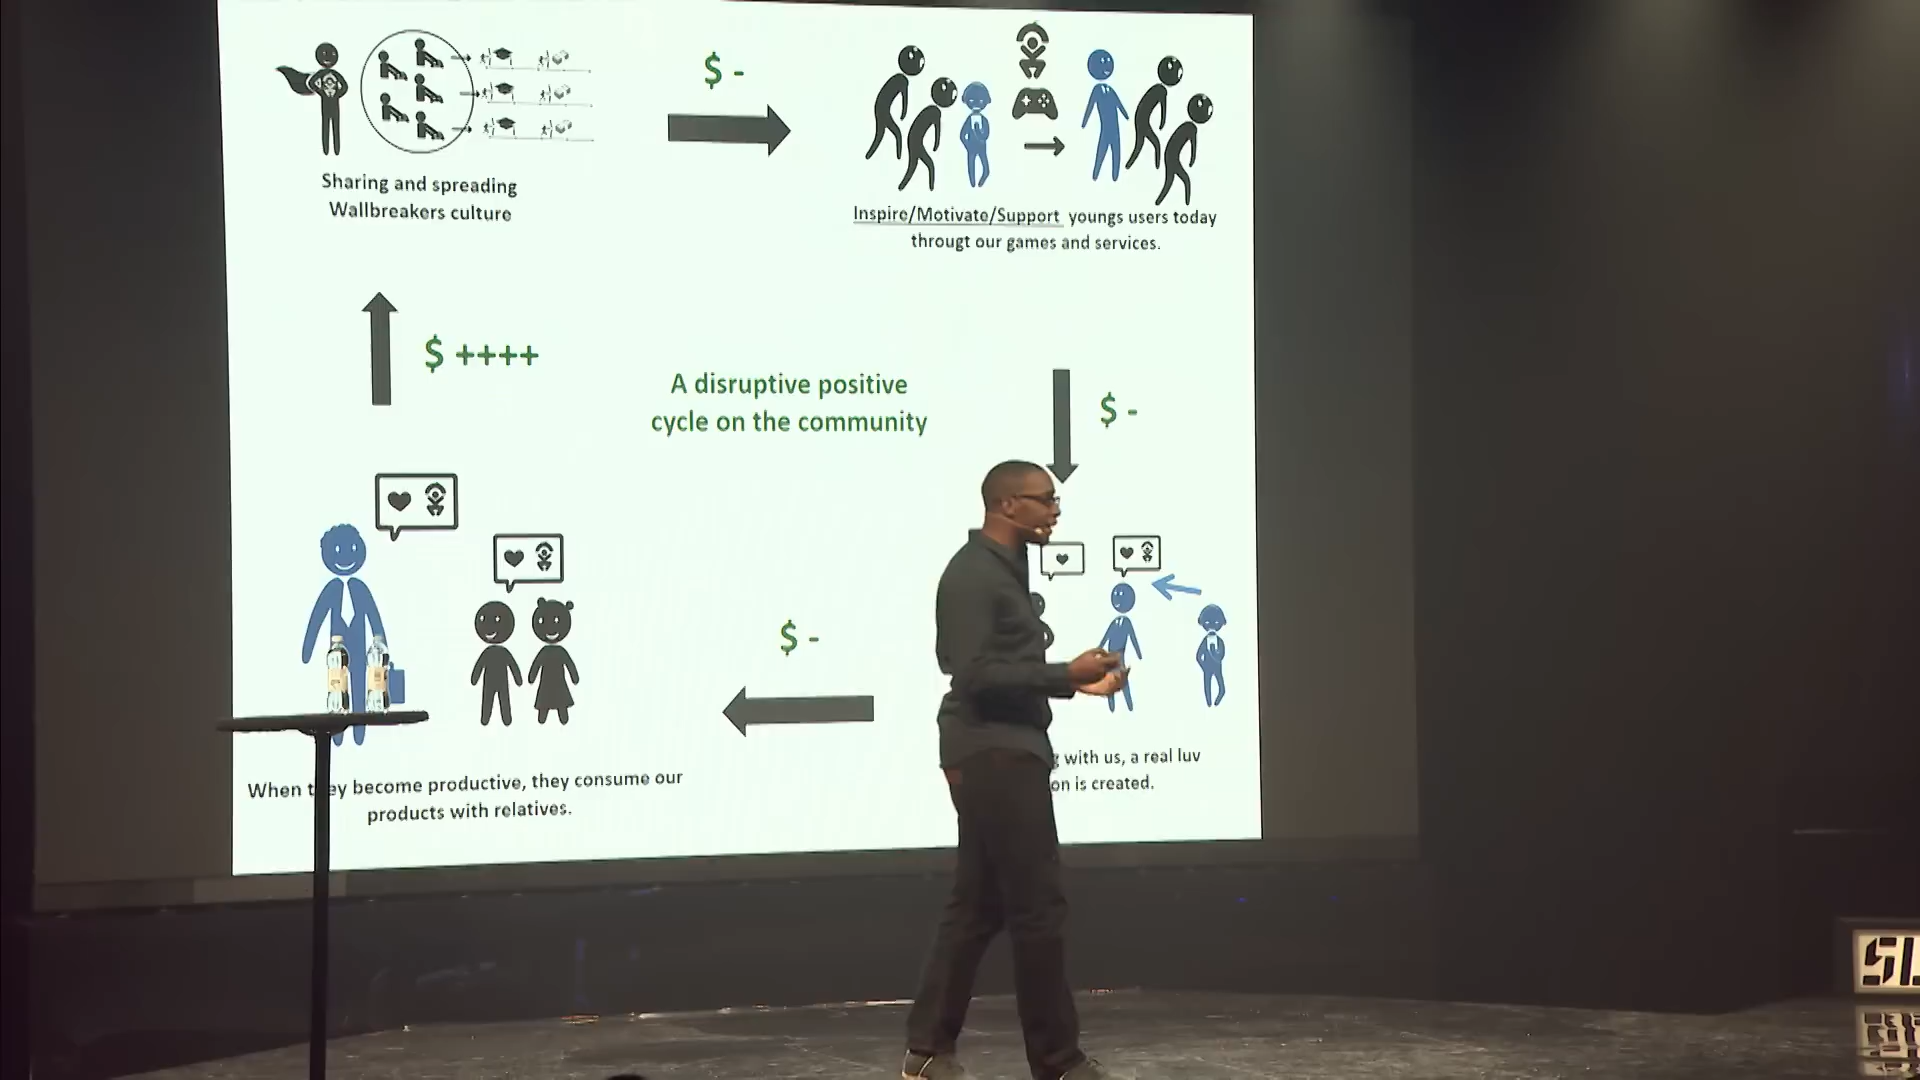 $ -
Sharing and spreading
Wallbreakers culture
Inspire/Motivate/Support youngs users today
througt our games and services.
$ ++++
A disruptive positive
cycle on the community
$ -
$ -
When they become productive, they consume our
products with relatives.
with us, a real luv
is created.